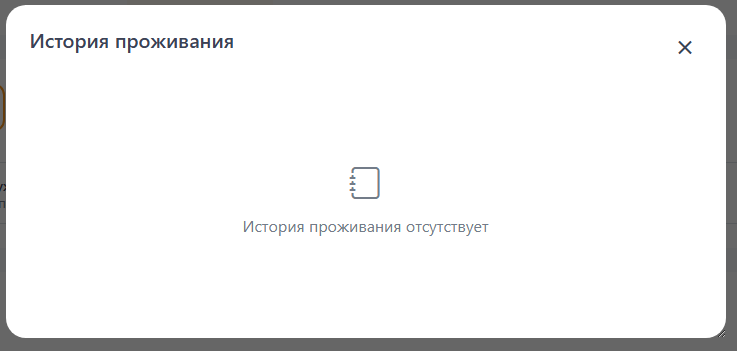 История проживания
История проживания отсутствует